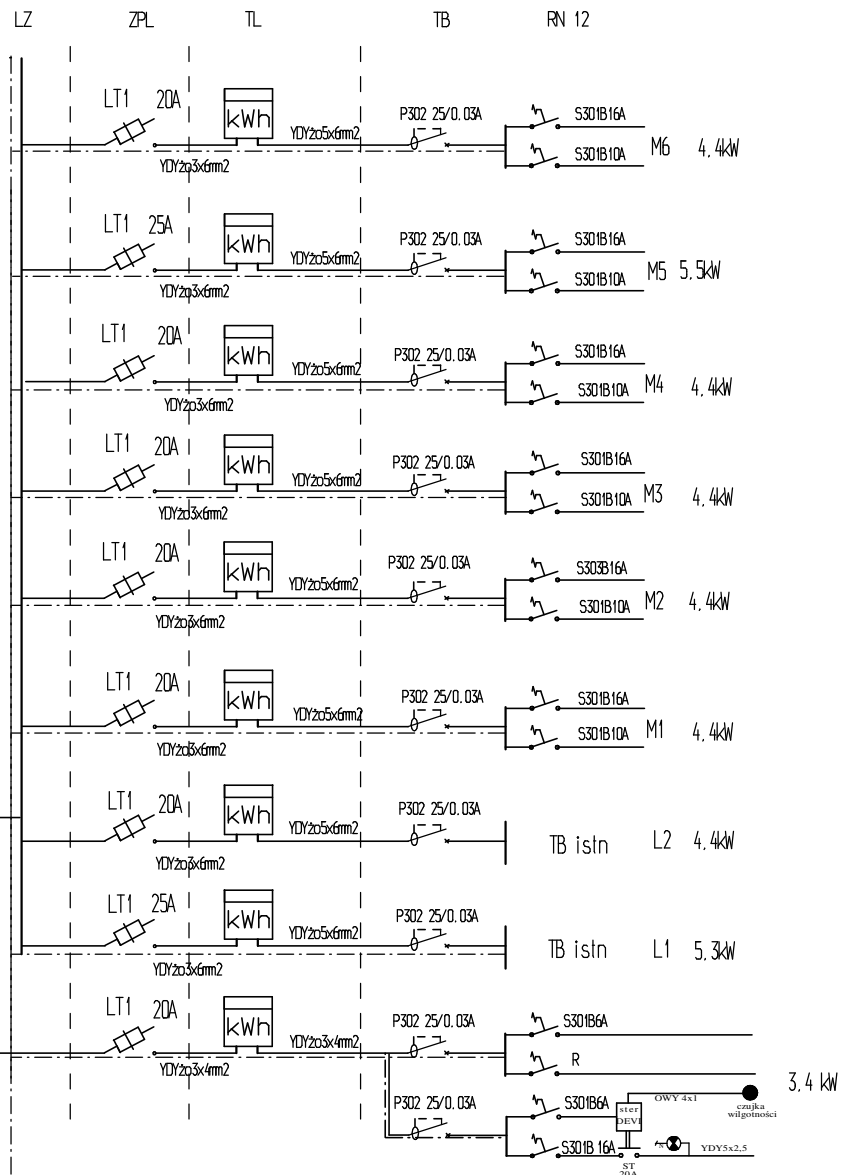 LZ ZPL TL TB RN 12
LT1 20A kWh P302 25/0.03A S301B16A
YDYżo5x6mm2
YDYżo3x6mm2 S301B10A M6 4,4kW
LT1 25A kWh P302 25/0.03A S301B16A
YDYżo5x6mm2
YDYżo3x6mm2 S301B10A M5 5,5kW
LT1 20A kWh P302 25/0.03A S301B16A
YDYżo5x6mm2
YDYżo3x6mm2 S301B10A M4 4,4kW
LT1 20A kWh P302 25/0.03A S301B16A
YDYżo5x6mm2
YDYżo3x6mm2 S301B10A M3 4,4kW
LT1 20A kWh P302 25/0.03A S303B16A
YDYżo5x6mm2
YDYżo3x6mm2 S301B10A M2 4,4kW
LT1 20A kWh P302 25/0.03A S301B16A
YDYżo5x6mm2
YDYżo3x6mm2 S301B10A M1 4,4kW
LT1 20A kWh P302 25/0.03A
YDYżo5x6mm2
YDYżo3x6mm2 TB istn L2 4,4kW
LT1 25A kWh P302 25/0.03A
YDYżo5x6mm2
YDYżo3x6mm2 TB istn L1 5,3kW
LT1 20A kWh P302 25/0.03A S301B6A
YDYżo3x4mm2
YDYżo3x4mm2 R
3,4 kW
P302 25/0.03A S301B6A
ster
DEVI
OWY 4x1
czujka
wilgotności
S301B 16A
YDY5x2,5
ST
20A